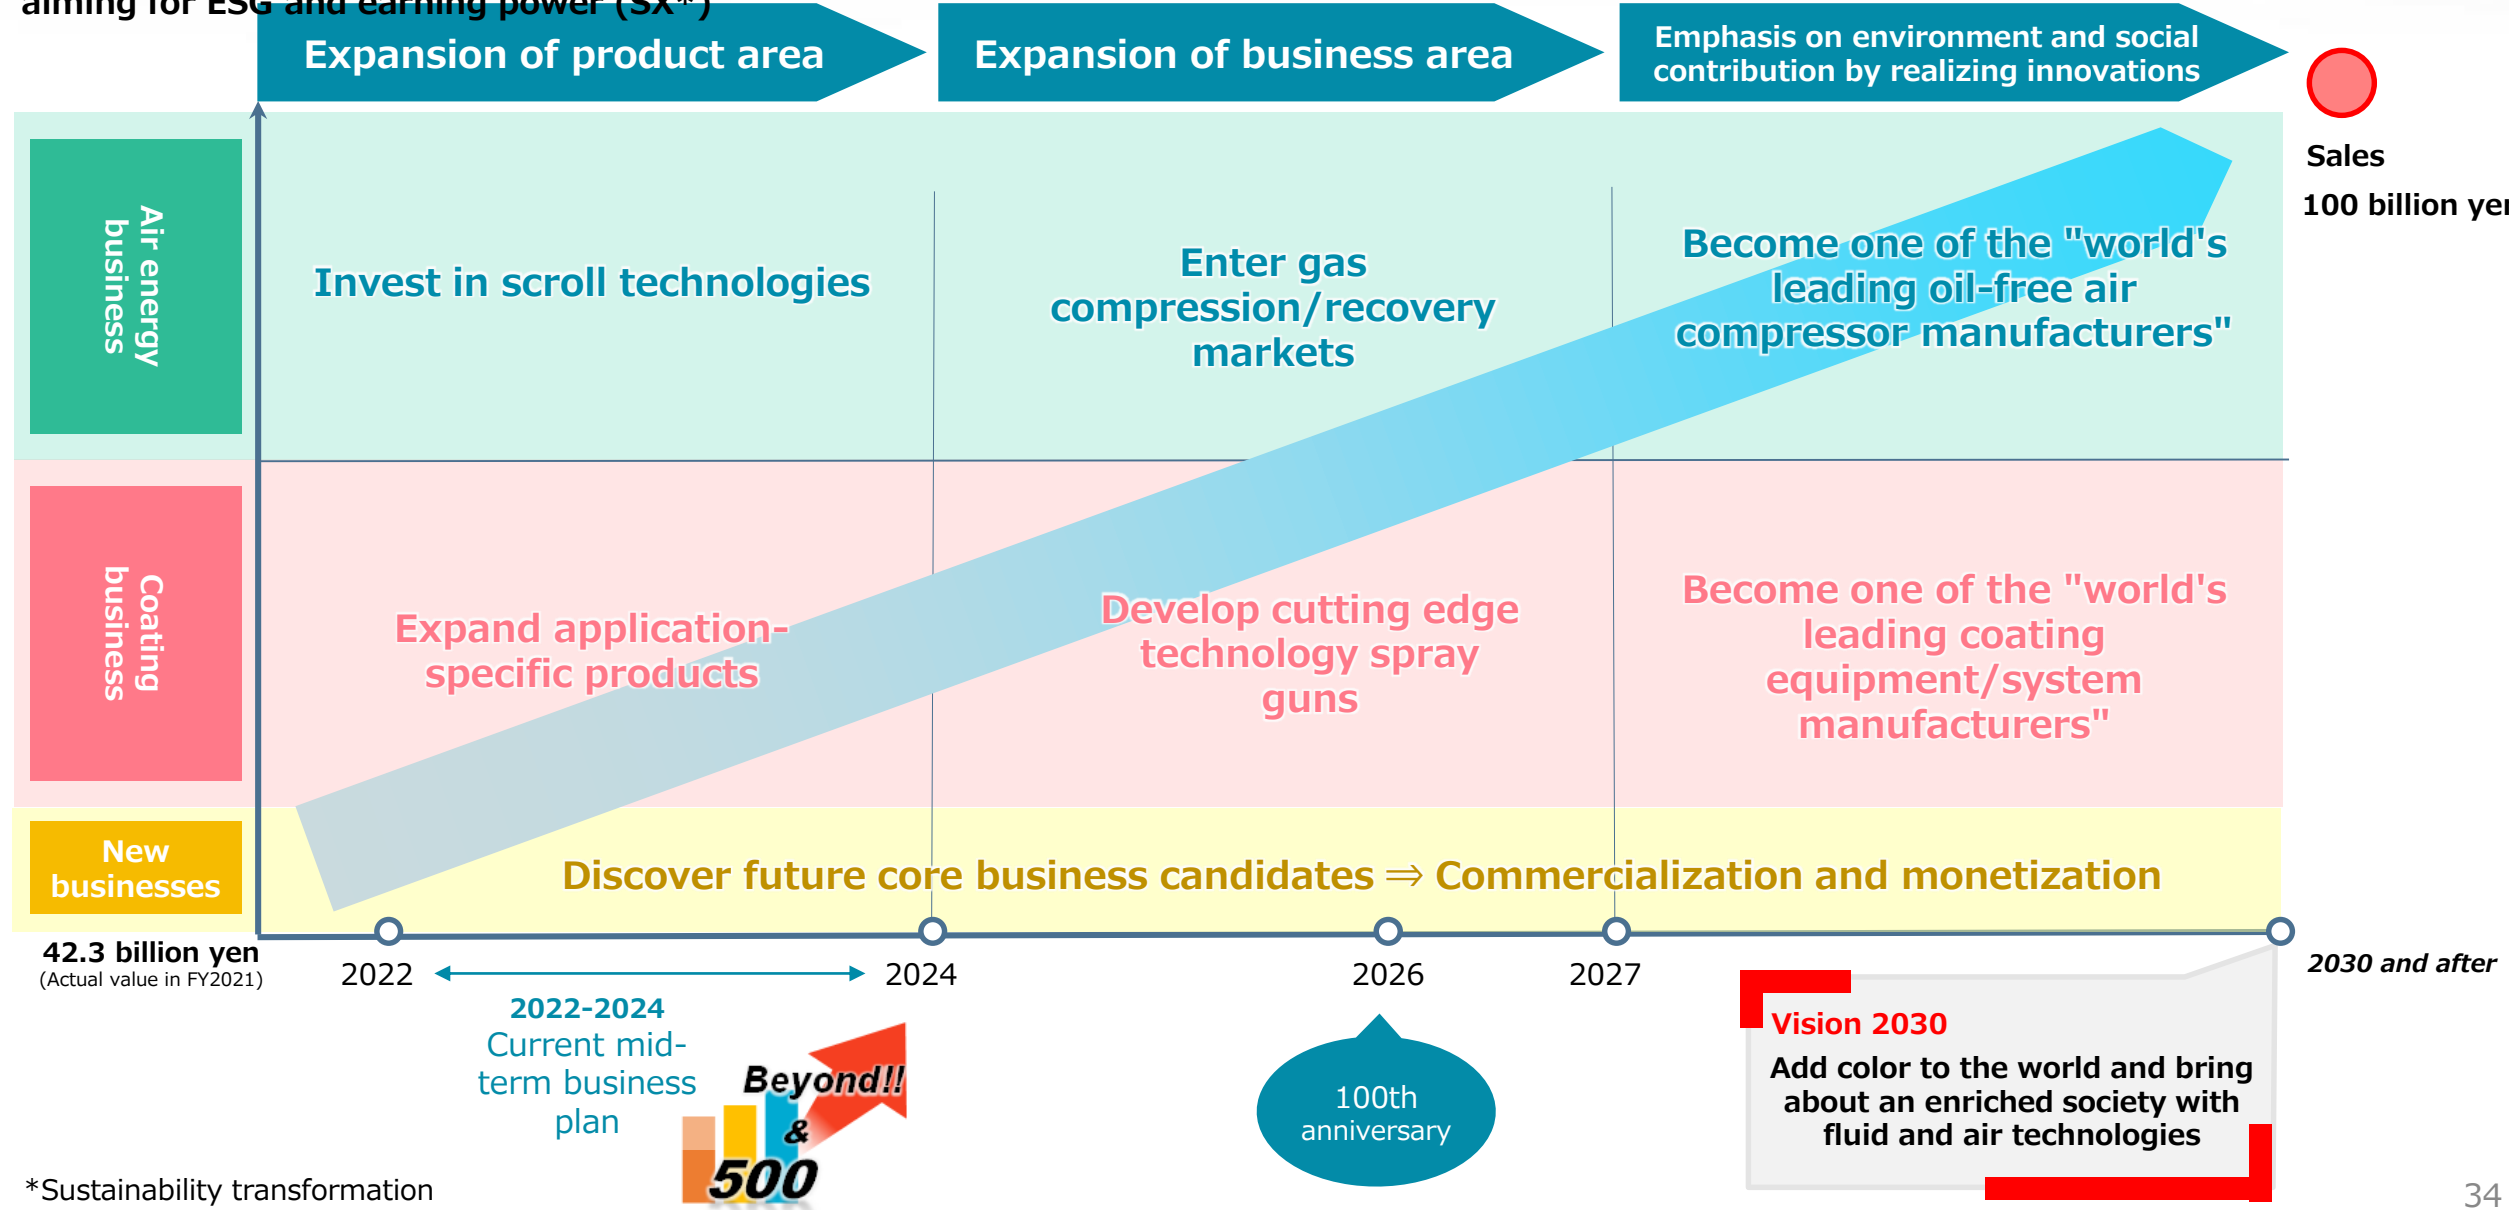 aiming for ESG and earning power (SX*)
Expansion of product area
Expansion of business area
Emphasis on environment and social
contribution by realizing innovations
Sales
100 billion yen
Air energy
business
Invest in scroll technologies
Enter gas
compression/recovery
markets
Become one of the "world's
leading oil-free air
compressor manufacturers"
Coating
business
Expand application-
specific products
Develop cutting edge
technology spray
guns
Become one of the "world's
leading coating
equipment/system
manufacturers"
New
businesses
Discover future core business candidates ⇒ Commercialization and monetization
42.3 billion yen
(Actual value in FY2021)
2022
2024
2026
2027
2030 and after
2022-2024
Current mid-
term business
plan
Beyond!!
&
500
100th
anniversary
Vision 2030
Add color to the world and bring
about an enriched society with
fluid and air technologies
*Sustainability transformation
34